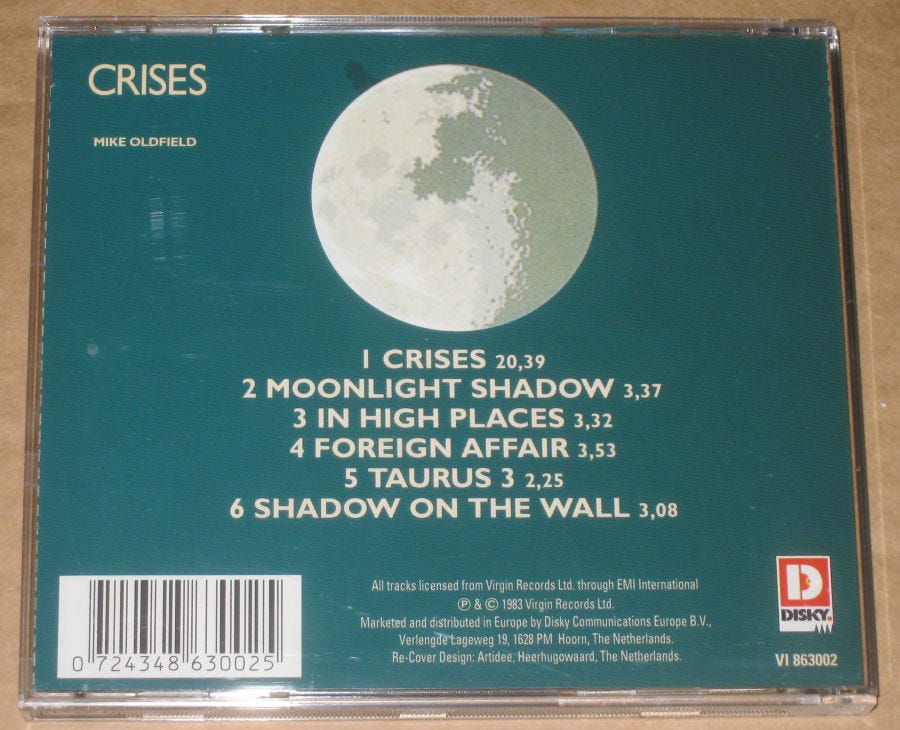 CRISES
MIKE OLDFIELD
1 CRISES 20,39
2 MOONLIGHT SHADOW 3,37
3 IN HIGH PLACES 3,32
4 FOREIGN AFFAIR 3,53
5 TAURUS 3 2,25
6 SHADOW ON THE WALL 3,08
All tracks licensed from Virgin Records Ltd. through EMI International
℗ & © 1983 Virgin Records Ltd.
Marketed and distributed in Europe by Disky Communications Europe B.V.,
Verlengde Lageweg 19, 1628 PM Hoorn, The Netherlands.
Re-Cover Design: Artidee, Heerhugowaard, The Netherlands.
0 724348 630025
D
DISKY.
VI 863002